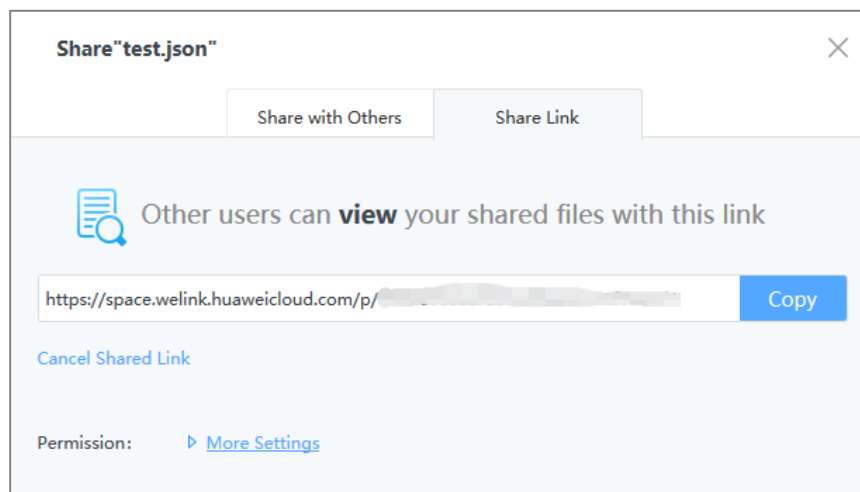 Share"test.json"
Share with Others
Share Link
Other users can view your shared files with this link
https://space.welink.huaweicloud.com/p/
Copy
Cancel Shared Link
Permission:
More Settings